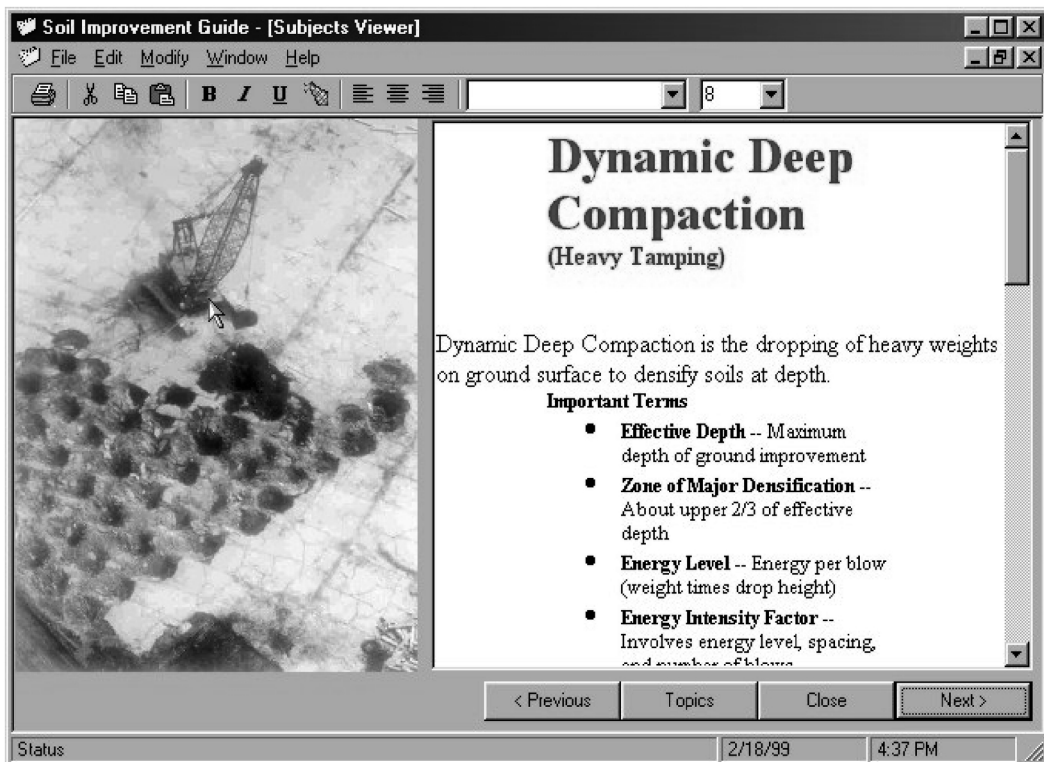 Soil Improvement Guide - [Subjects Viewer]
File Edit Modify Window Help
B I U 8
Dynamic Deep
Compaction
(Heavy Tamping)
Dynamic Deep Compaction is the dropping of heavy weights
on ground surface to densify soils at depth.
Important Terms
● Effective Depth -- Maximum
depth of ground improvement
● Zone of Major Densification --
About upper 2/3 of effective
depth
● Energy Level -- Energy per blow
(weight times drop height)
● Energy Intensity Factor --
Involves energy level, spacing,
and number of blows
< Previous Topics Close Next >
Status 2/18/99 4:37 PM